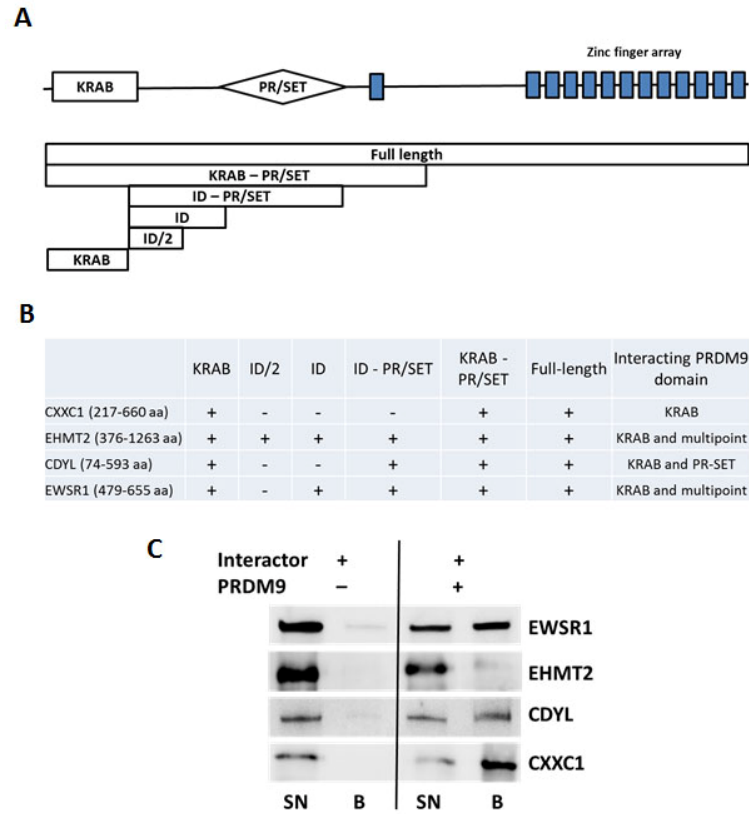 A
Zinc finger array
KRAB
PR/SET
Full length
KRAB – PR/SET
ID – PR/SET
ID
ID/2
KRAB
B
KRAB ID/2 ID ID - PR/SET KRAB - PR/SET Full-length Interacting PRDM9 domain
CXXC1 (217-660 aa) + - - - + + KRAB
EHMT2 (376-1263 aa) + + + + + + KRAB and multipoint
CDYL (74-593 aa) + - - + + + KRAB and PR-SET
EWSR1 (479-655 aa) + - + + + + KRAB and multipoint
C
Interactor + +
PRDM9 – +
EWSR1
EHMT2
CDYL
CXXC1
SN B SN B